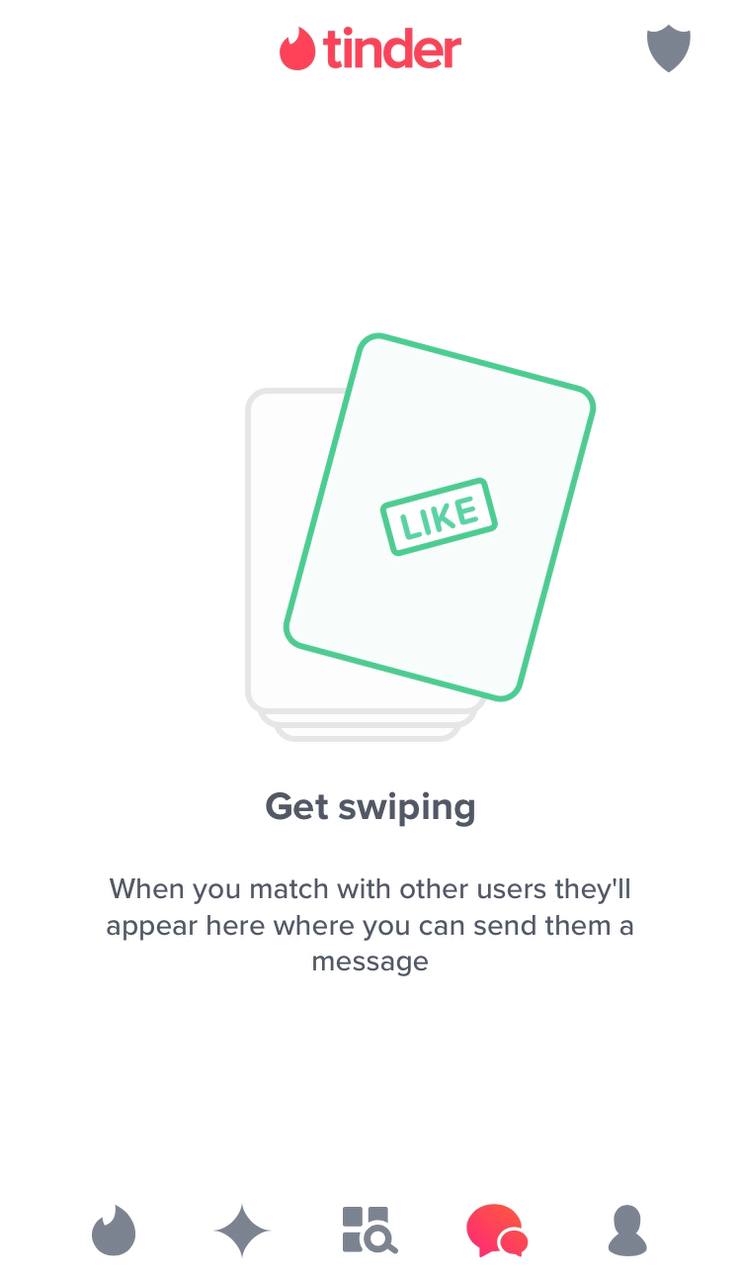 tinder
LIKE
Get swiping
When you match with other users they'll
appear here where you can send them a
message